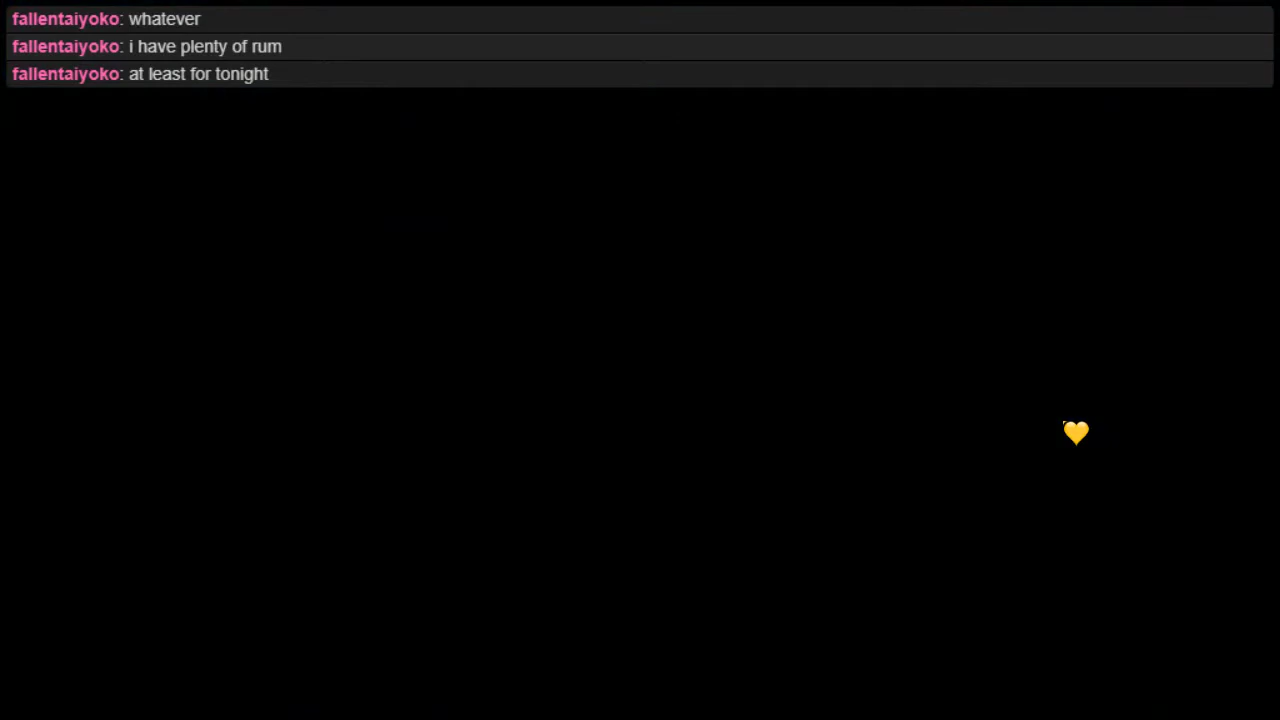 fallentaiyoko: whatever
fallentaiyoko: i have plenty of rum
fallentaiyoko: at least for tonight